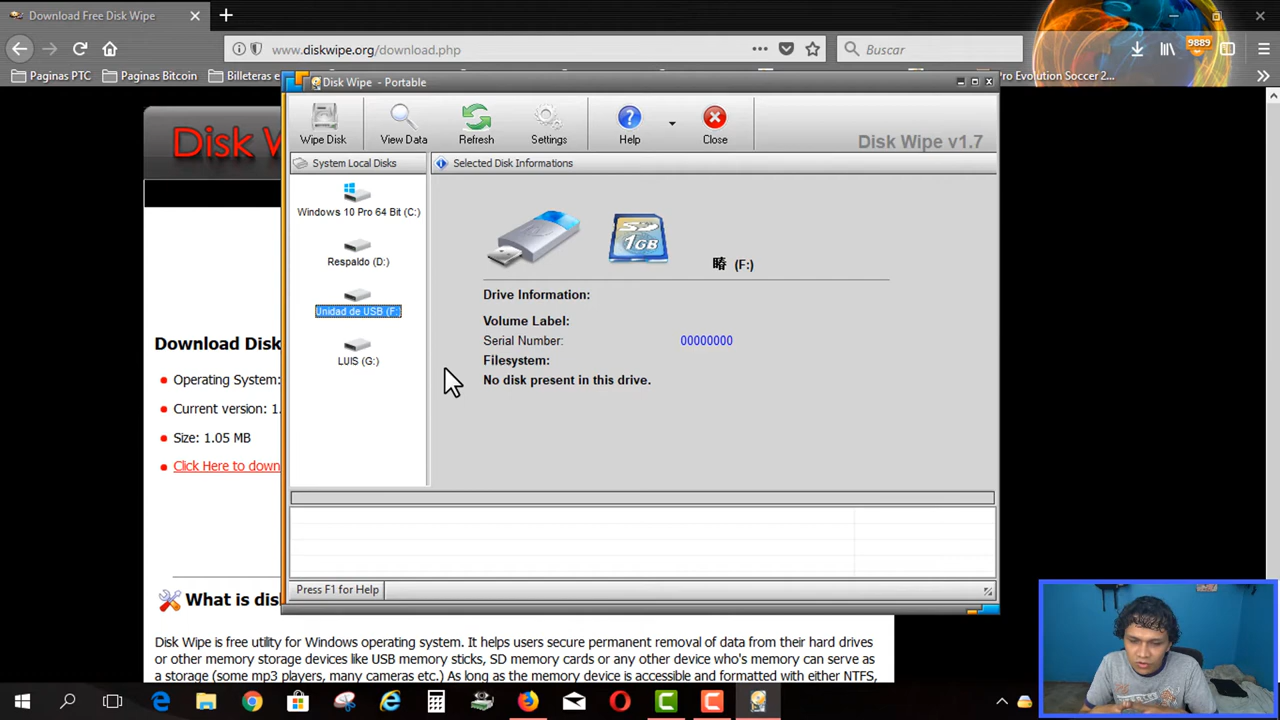 Download Free Disk Wipe
www.diskwipe.org/download.php
Buscar
9889
Paginas PTC
Paginas Bitcoin
Billeteras e
Pro Evolution Soccer 2...
Disk Wipe - Portable
Wipe Disk
View Data
Refresh
Settings
Help
Close
Disk Wipe v1.7
System Local Disks
Selected Disk Informations
Windows 10 Pro 64 Bit (C:)
Respaldo (D:)
Unidad de USB (F:)
LUIS (G:)
SD
1GB
暙 (F:)
Drive Information:
Volume Label:
Serial Number: 00000000
Filesystem:
No disk present in this drive.
Press F1 for Help
Disk W
Download Disk
Operating System:
Current version: 1.
Size: 1.05 MB
Click Here to down
What is dis
Disk Wipe is free utility for Windows operating system. It helps users secure permanent removal of data from their hard drives
or other memory storage devices like USB memory sticks, SD memory cards or any other device who's memory can serve as
a storage (some mp3 players, many cameras etc.) As long as the memory device is accessible and formatted with either NTFS,